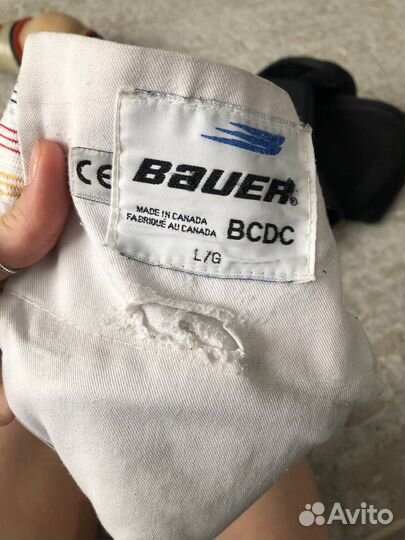 CE
BAUER®
MADE IN CANADA
FABRIQUÉ AU CANADA
BCDC
L/G
Avito